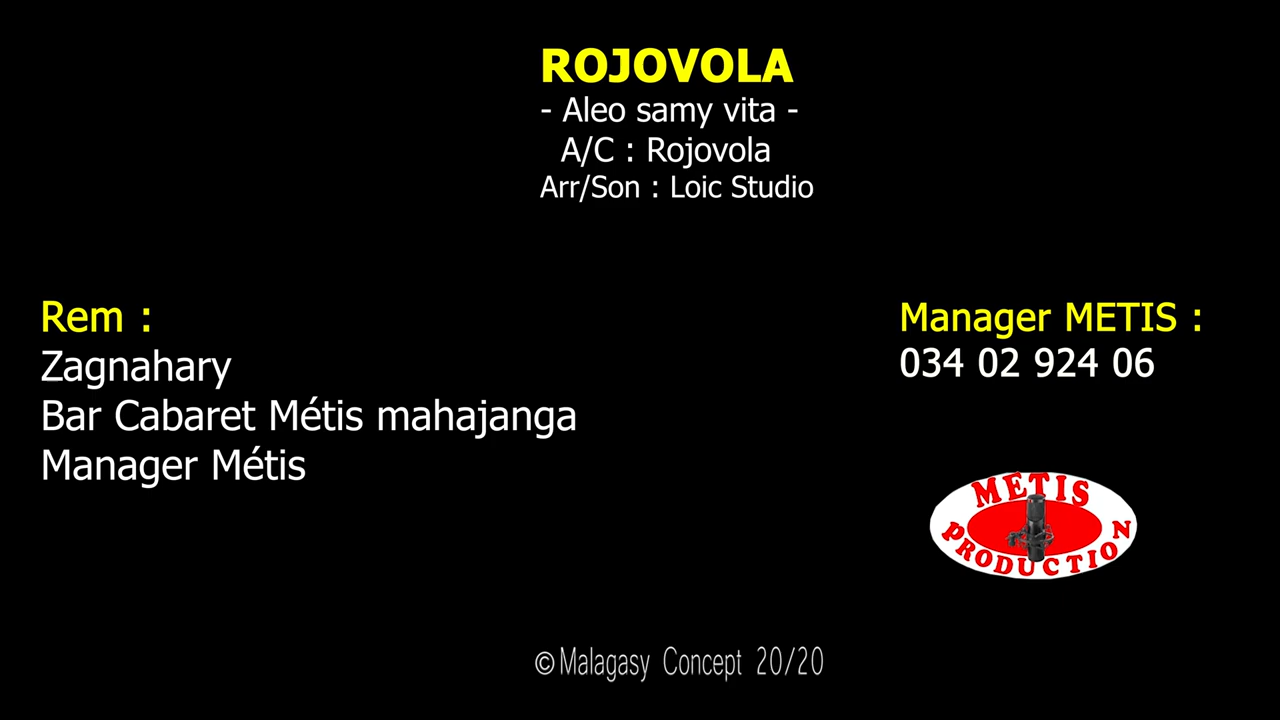 ROJOVOLA
- Aleo samy vita -
A/C : Rojovola
Arr/Son : Loic Studio
Rem :
Zagnahary
Bar Cabaret Métis mahajanga
Manager Métis
Manager METIS :
034 02 924 06
MÉTIS
PRODUCTION
©Malagasy Concept 20/20